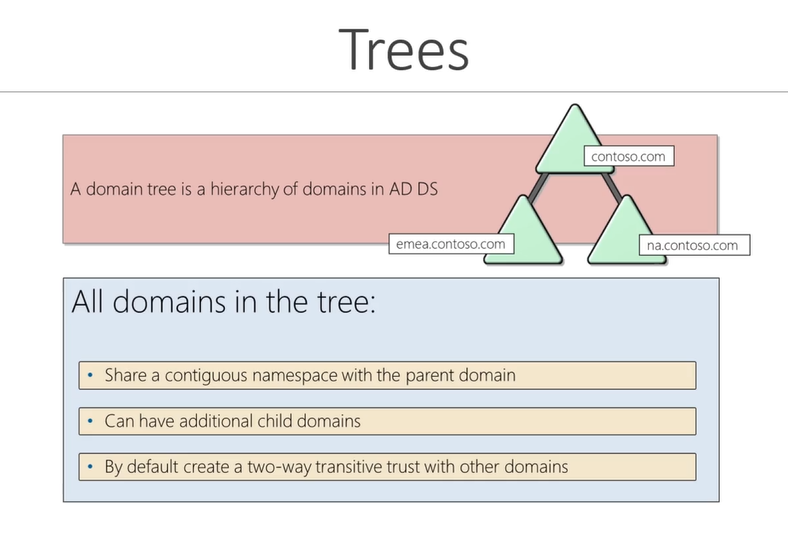 Trees
contoso.com
A domain tree is a hierarchy of domains in AD DS
emea.contoso.com
na.contoso.com
All domains in the tree:
• Share a contiguous namespace with the parent domain
• Can have additional child domains
• By default create a two-way transitive trust with other domains